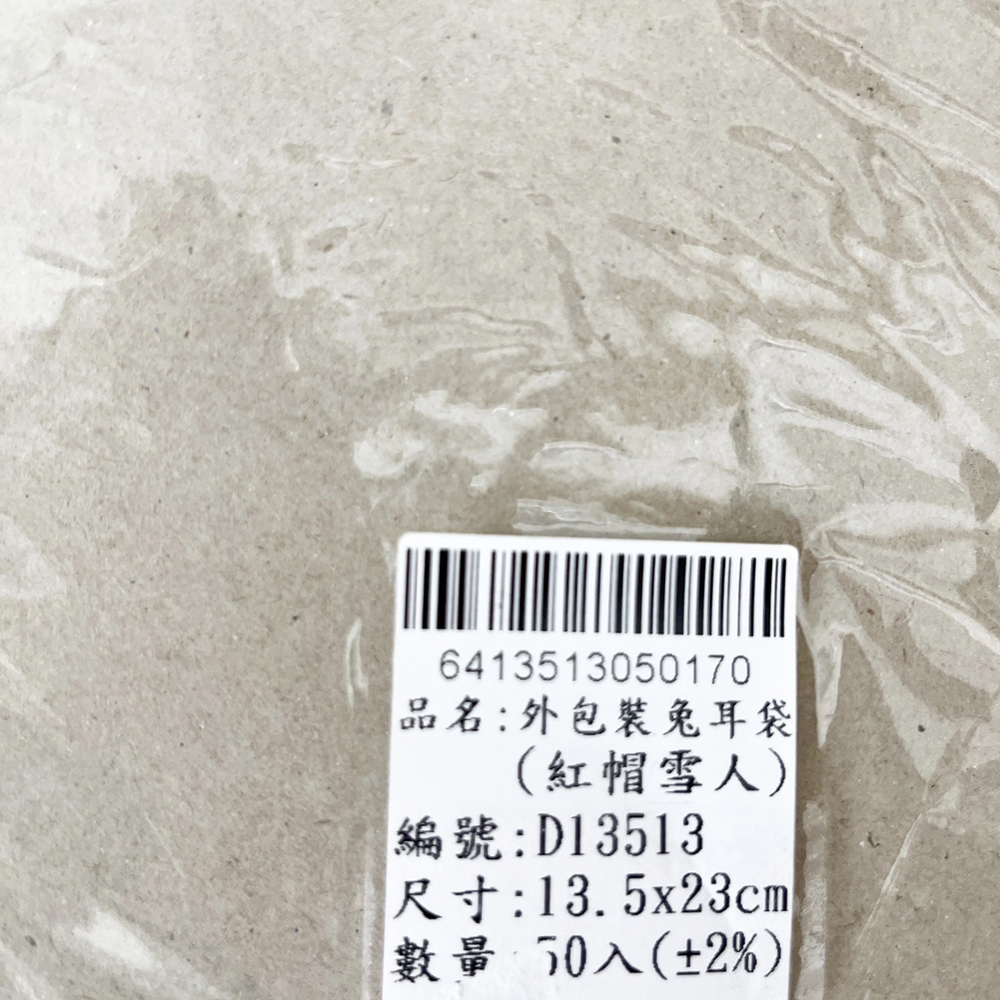 6413513050170
品名:外包裝兔耳袋
(紅帽雪人)
編號:D13513
尺寸:13.5x23cm
數量 50入(±2%)